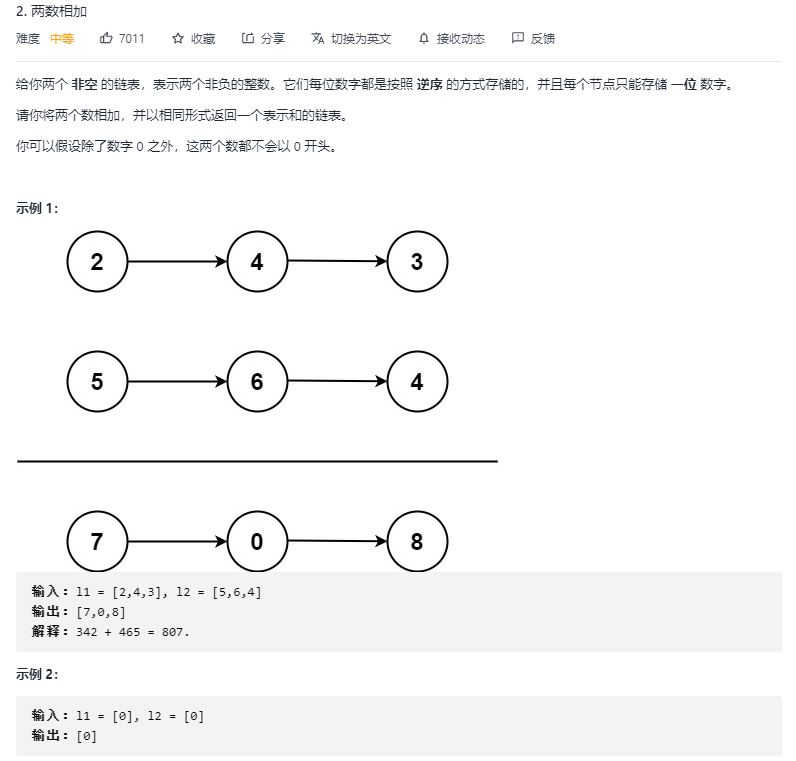 2. 两数相加
难度 中等 7011 收藏 分享 切换为英文 接收动态 反馈
给你两个 非空 的链表，表示两个非负的整数。它们每位数字都是按照 逆序 的方式存储的，并且每个节点只能存储 一位 数字。
请你将两个数相加，并以相同形式返回一个表示和的链表。
你可以假设除了数字 0 之外，这两个数都不会以 0 开头。
示例 1：
2 4 3
5 6 4
7 0 8
输入：l1 = [2,4,3], l2 = [5,6,4]
输出：[7,0,8]
解释：342 + 465 = 807.
示例 2：
输入：l1 = [0], l2 = [0]
输出：[0]